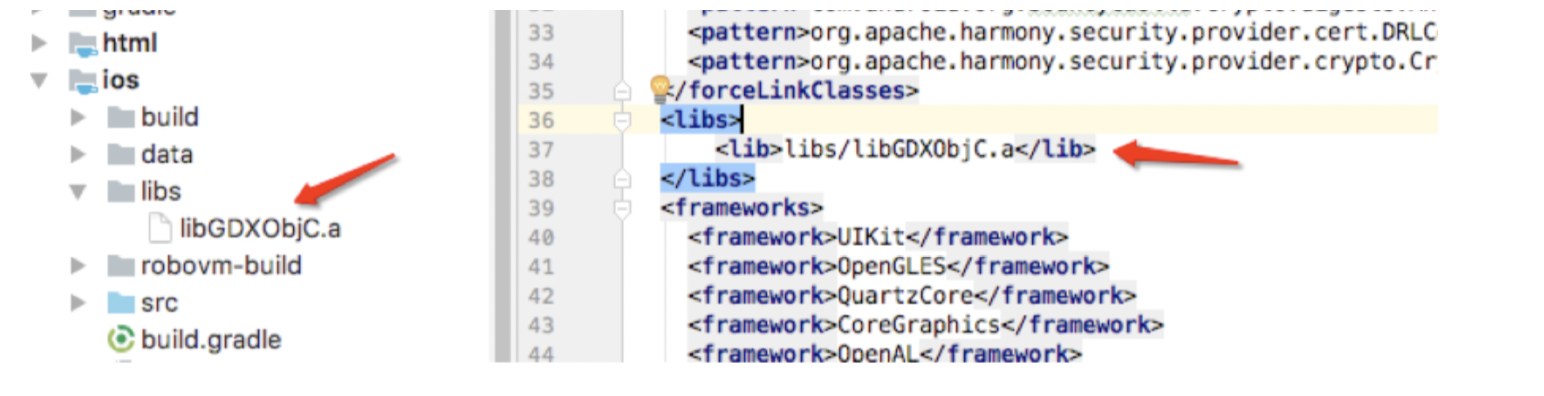 gradle
html
ios
build
data
libs
libGDXObjC.a
robovm-build
src
build.gradle
33 <pattern>org.apache.harmony.security.provider.cert.DRLC
34 <pattern>org.apache.harmony.security.provider.crypto.Cr
35 </forceLinkClasses>
36 <libs>
37 <lib>libs/libGDXObjC.a</lib>
38 </libs>
39 <frameworks>
40 <framework>UIKit</framework>
41 <framework>OpenGLES</framework>
42 <framework>QuartzCore</framework>
43 <framework>CoreGraphics</framework>
44 <framework>OpenAL</framework>